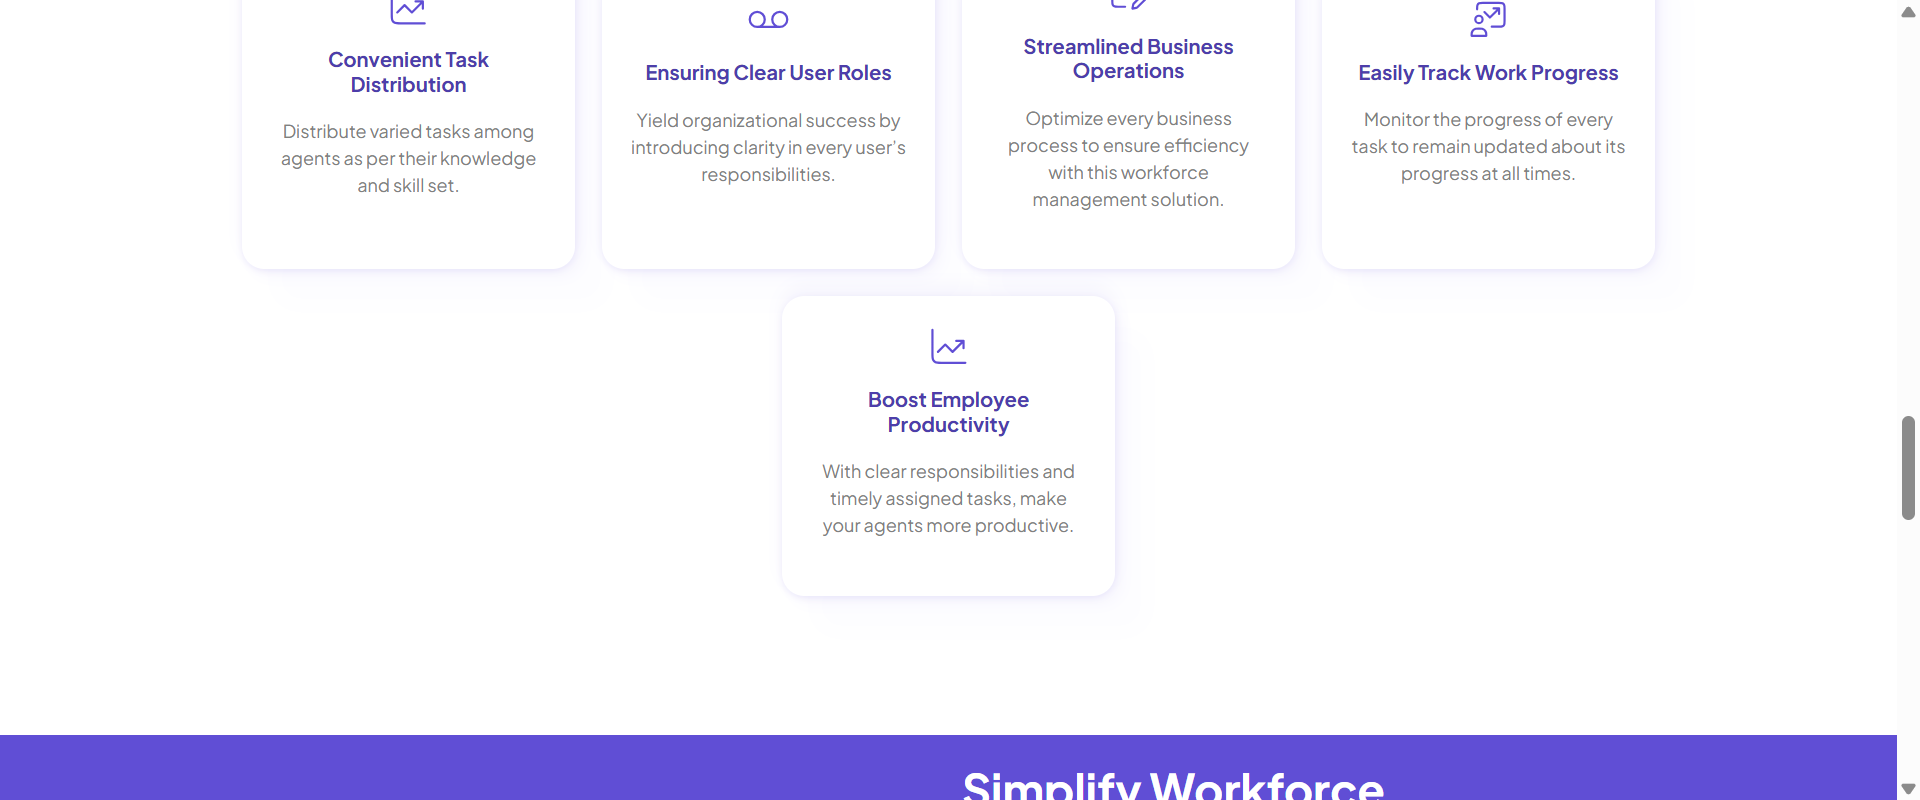 Convenient Task
Distribution
Distribute varied tasks among
agents as per their knowledge
and skill set.
Ensuring Clear User Roles
Yield organizational success by
introducing clarity in every user's
responsibilities.
Streamlined Business
Operations
Optimize every business
process to ensure efficiency
with this workforce
management solution.
Easily Track Work Progress
Monitor the progress of every
task to remain updated about its
progress at all times.
Boost Employee
Productivity
With clear responsibilities and
timely assigned tasks, make
your agents more productive.
Simplify Workforce